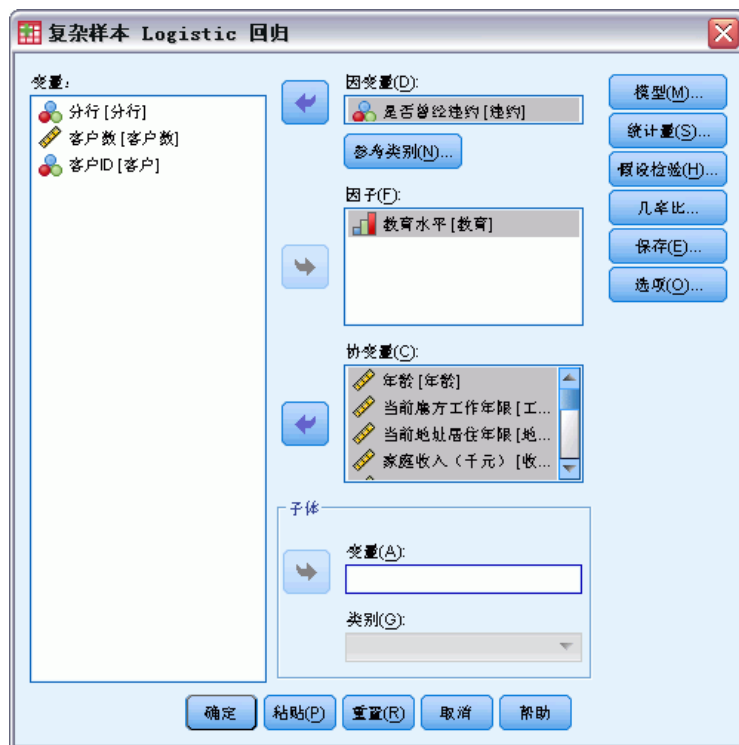 复杂样本 Logistic 回归
变量:
分行 [分行]
客户数 [客户数]
客户ID [客户]
因变量(D):
是否曾经违约 [违约]
参考类别(N)...
因子(F):
教育水平 [教育]
协变量(C):
年龄 [年龄]
当前雇方工作年限 [工...
当前地址居住年限 [地...
家庭收入（千元） [收...
子体
变量(A):
类别(G):
模型(M)...
统计量(S)...
假设检验(H)...
几率比...
保存(E)...
选项(O)...
确定
粘贴(P)
重置(R)
取消
帮助